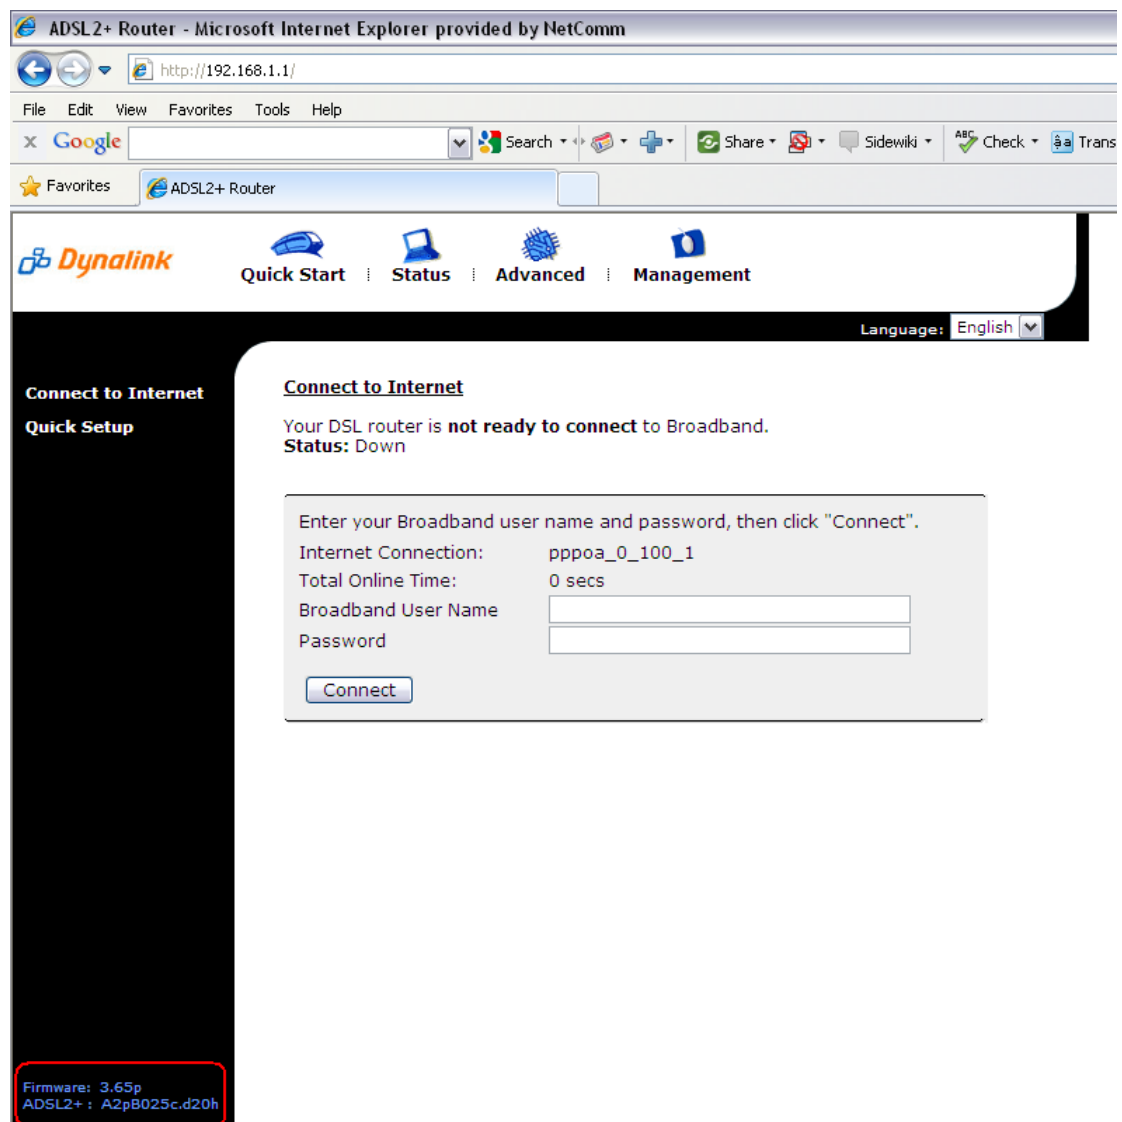 ADSL2+ Router - Microsoft Internet Explorer provided by NetComm
http://192.168.1.1/
File Edit View Favorites Tools Help
x Google Search Share Sidewiki ABC Check âa Trans
Favorites ADSL2+ Router
Dynalink
Quick Start Status Advanced Management
Language: English
Connect to Internet
Quick Setup
Connect to Internet
Your DSL router is not ready to connect to Broadband.
Status: Down
Enter your Broadband user name and password, then click "Connect".
Internet Connection: pppoa_0_100_1
Total Online Time: 0 secs
Broadband User Name
Password
Connect
Firmware: 3.65p
ADSL2+ : A2pB025c.d20h